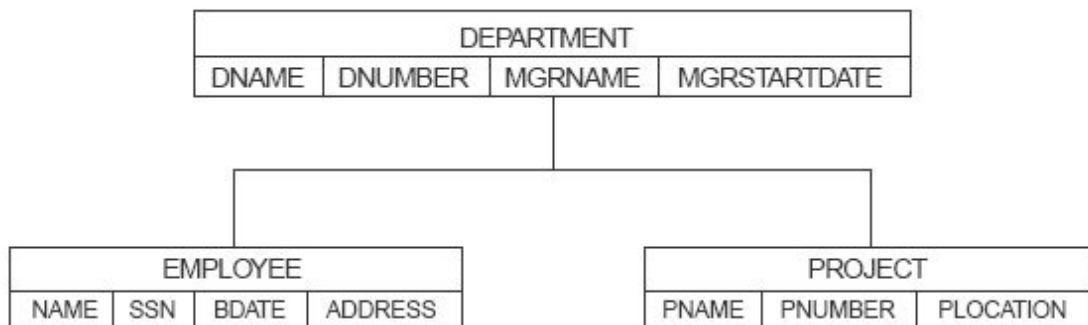 DEPARTMENT
DNAME DNUMBER MGRNAME MGRSTARTDATE
EMPLOYEE
NAME SSN BDATE ADDRESS
PROJECT
PNAME PNUMBER PLOCATION